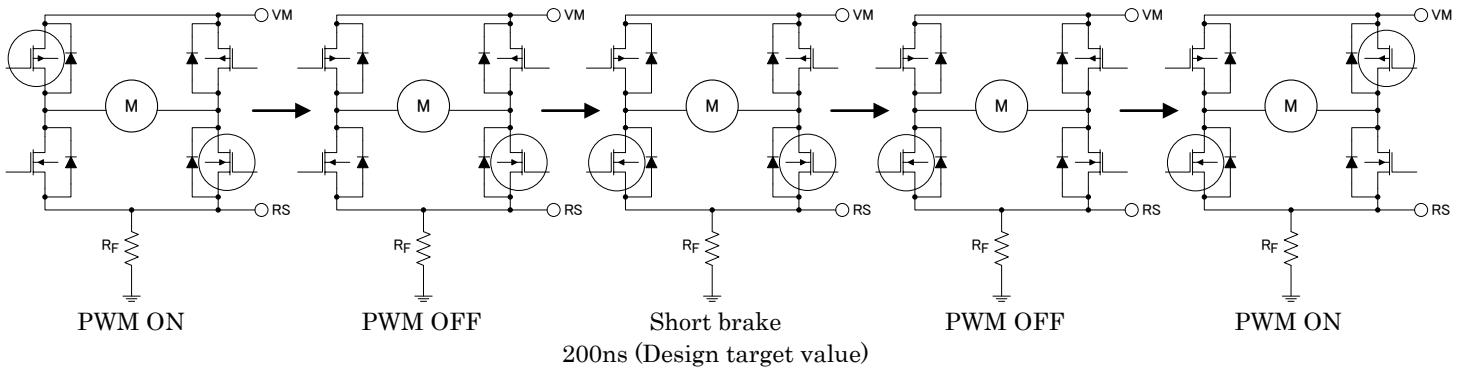 VM VM VM VM VM
M M M M M
RS RS RS RS RS
RF RF RF RF RF
PWM ON PWM OFF Short brake PWM OFF PWM ON
200ns (Design target value)